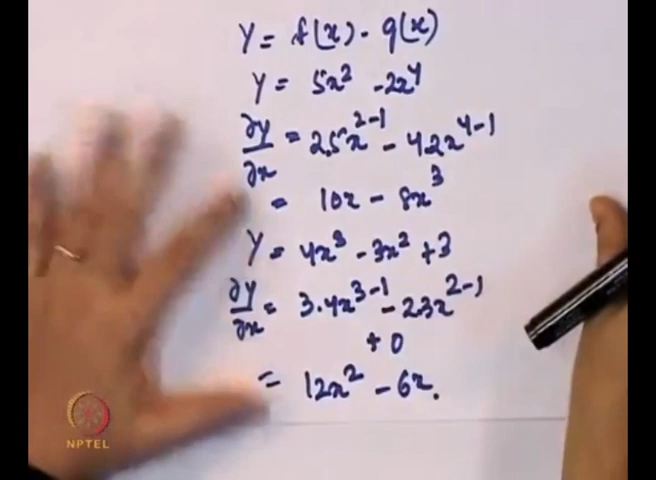 y = f(x) - g(x)
y = 5x² - 2x⁴
∂y/∂x = 2.5x²⁻¹ - 4.2x⁴⁻¹
= 10x - 8x³
y = 4x³ - 3x² + 3
∂y/∂x = 3.4x³⁻¹ - 2.3x²⁻¹
+ 0
= 12x² - 6x.
NPTEL